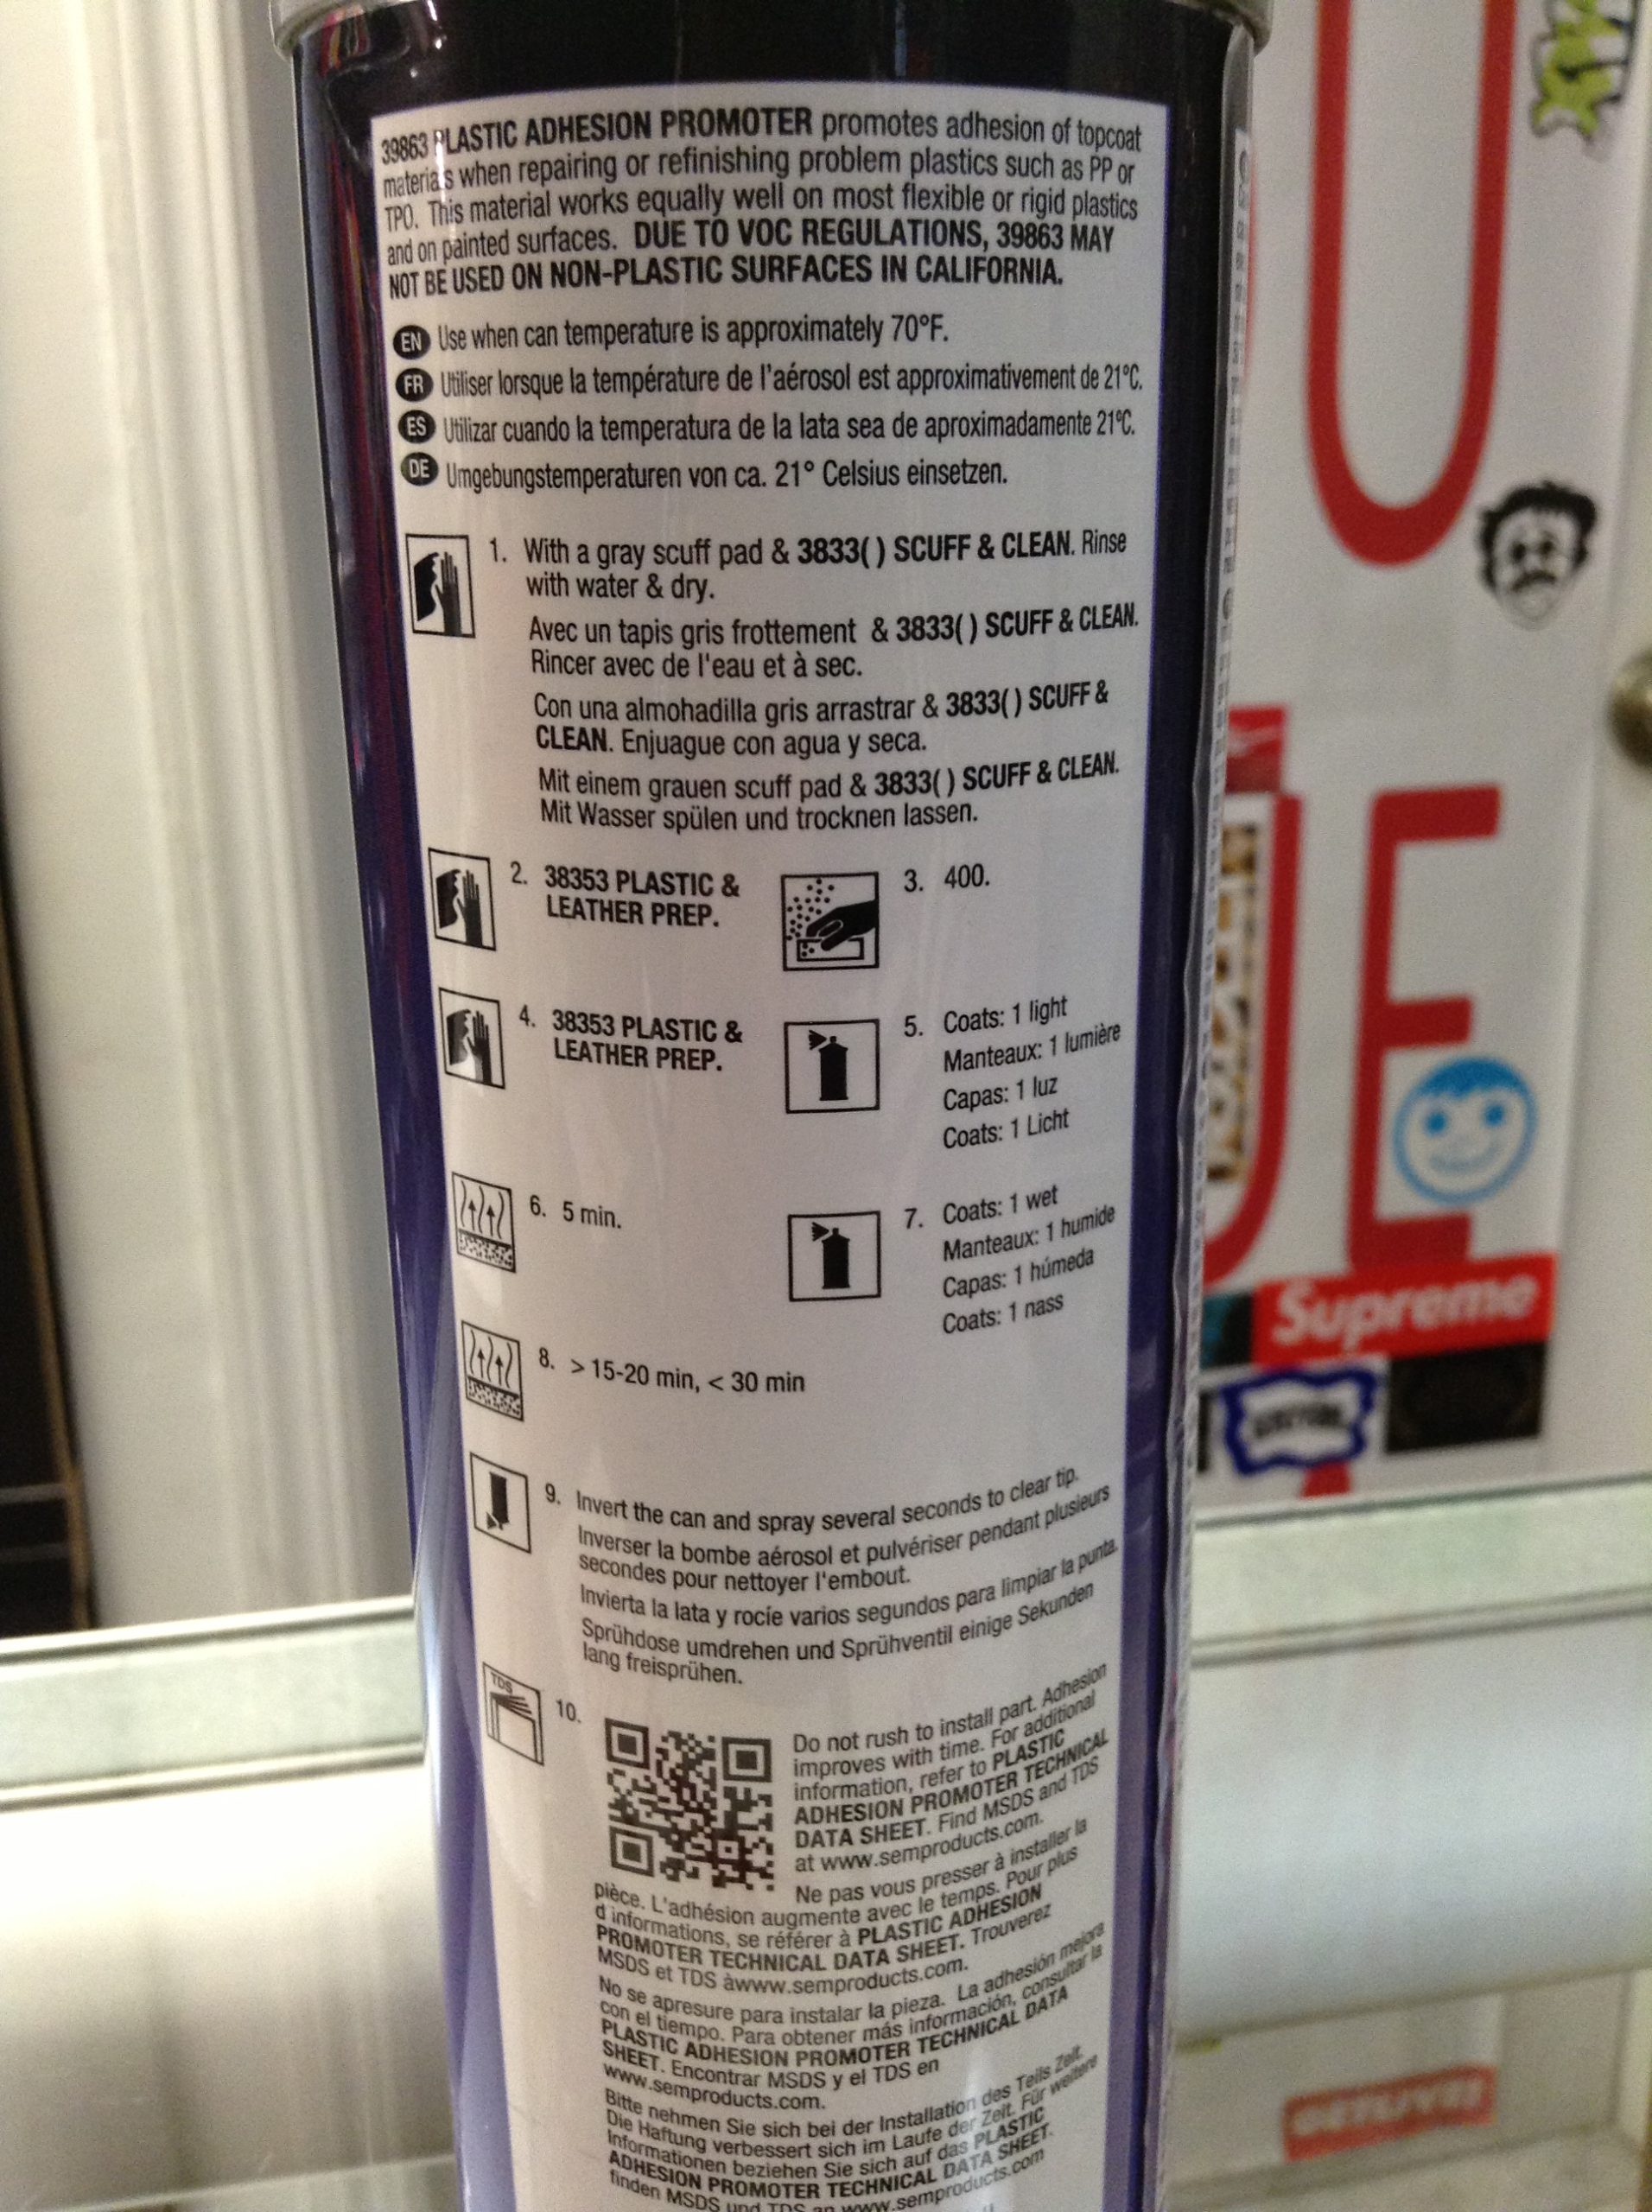 39863 PLASTIC ADHESION PROMOTER promotes adhesion of topcoat
materials when repairing or refinishing problem plastics such as PP or
TPO. This material works equally well on most flexible or rigid plastics
and on painted surfaces. DUE TO VOC REGULATIONS, 39863 MAY
NOT BE USED ON NON-PLASTIC SURFACES IN CALIFORNIA.
EN Use when can temperature is approximately 70°F.
FR Utiliser lorsque la température de l'aérosol est approximativement de 21°C.
ES Utilizar cuando la temperatura de la lata sea de aproximadamente 21°C.
DE Umgebungstemperaturen von ca. 21° Celsius einsetzen.
1. With a gray scuff pad & 3833( ) SCUFF & CLEAN. Rinse
with water & dry.
Avec un tapis gris frottement & 3833( ) SCUFF & CLEAN.
Rincer avec de l'eau et à sec.
Con una almohadilla gris arrastrar & 3833( ) SCUFF &
CLEAN. Enjuague con agua y seca.
Mit einem grauen scuff pad & 3833( ) SCUFF & CLEAN.
Mit Wasser spülen und trocknen lassen.
2. 38353 PLASTIC &
LEATHER PREP.
3. 400.
4. 38353 PLASTIC &
LEATHER PREP.
5. Coats: 1 light
Manteaux: 1 lumière
Capas: 1 luz
Coats: 1 Licht
6. 5 min.
7. Coats: 1 wet
Manteaux: 1 humide
Capas: 1 húmeda
Coats: 1 nass
8. > 15-20 min, < 30 min
9. Invert the can and spray several seconds to clear tip.
Inverser la bombe aérosol et pulvériser pendant plusieurs
secondes pour nettoyer l'embout.
Invierta la lata y rocíe varios segundos para limpiar la punta.
Sprühdose umdrehen und Sprühventil einige Sekunden
lang freisprühen.
TDS
10.
Do not rush to install part. Adhesion
improves with time. For additional
information, refer to PLASTIC
ADHESION PROMOTER TECHNICAL
DATA SHEET. Find MSDS and TDS
at www.semproducts.com.
Ne pas vous presser à installer la
pièce. L'adhésion augmente avec le temps. Pour plus
d informations, se référer à PLASTIC ADHESION
PROMOTER TECHNICAL DATA SHEET. Trouverez
MSDS et TDS àwww.semproducts.com.
No se apresure para instalar la pieza. La adhesión mejora
con el tiempo. Para obtener más información, consultar la
PLASTIC ADHESION PROMOTER TECHNICAL DATA
SHEET. Encontrar MSDS y el TDS en
www.semproducts.com.
Bitte nehmen Sie sich bei der Installation des Teils Zeit.
Die Haftung verbessert sich im Laufe der Zeit. Für weitere
Informationen beziehen Sie sich auf das PLASTIC
ADHESION PROMOTER TECHNICAL DATA SHEET.
finden MSDS und TDS an www.semproducts.com
U
UE
Supreme